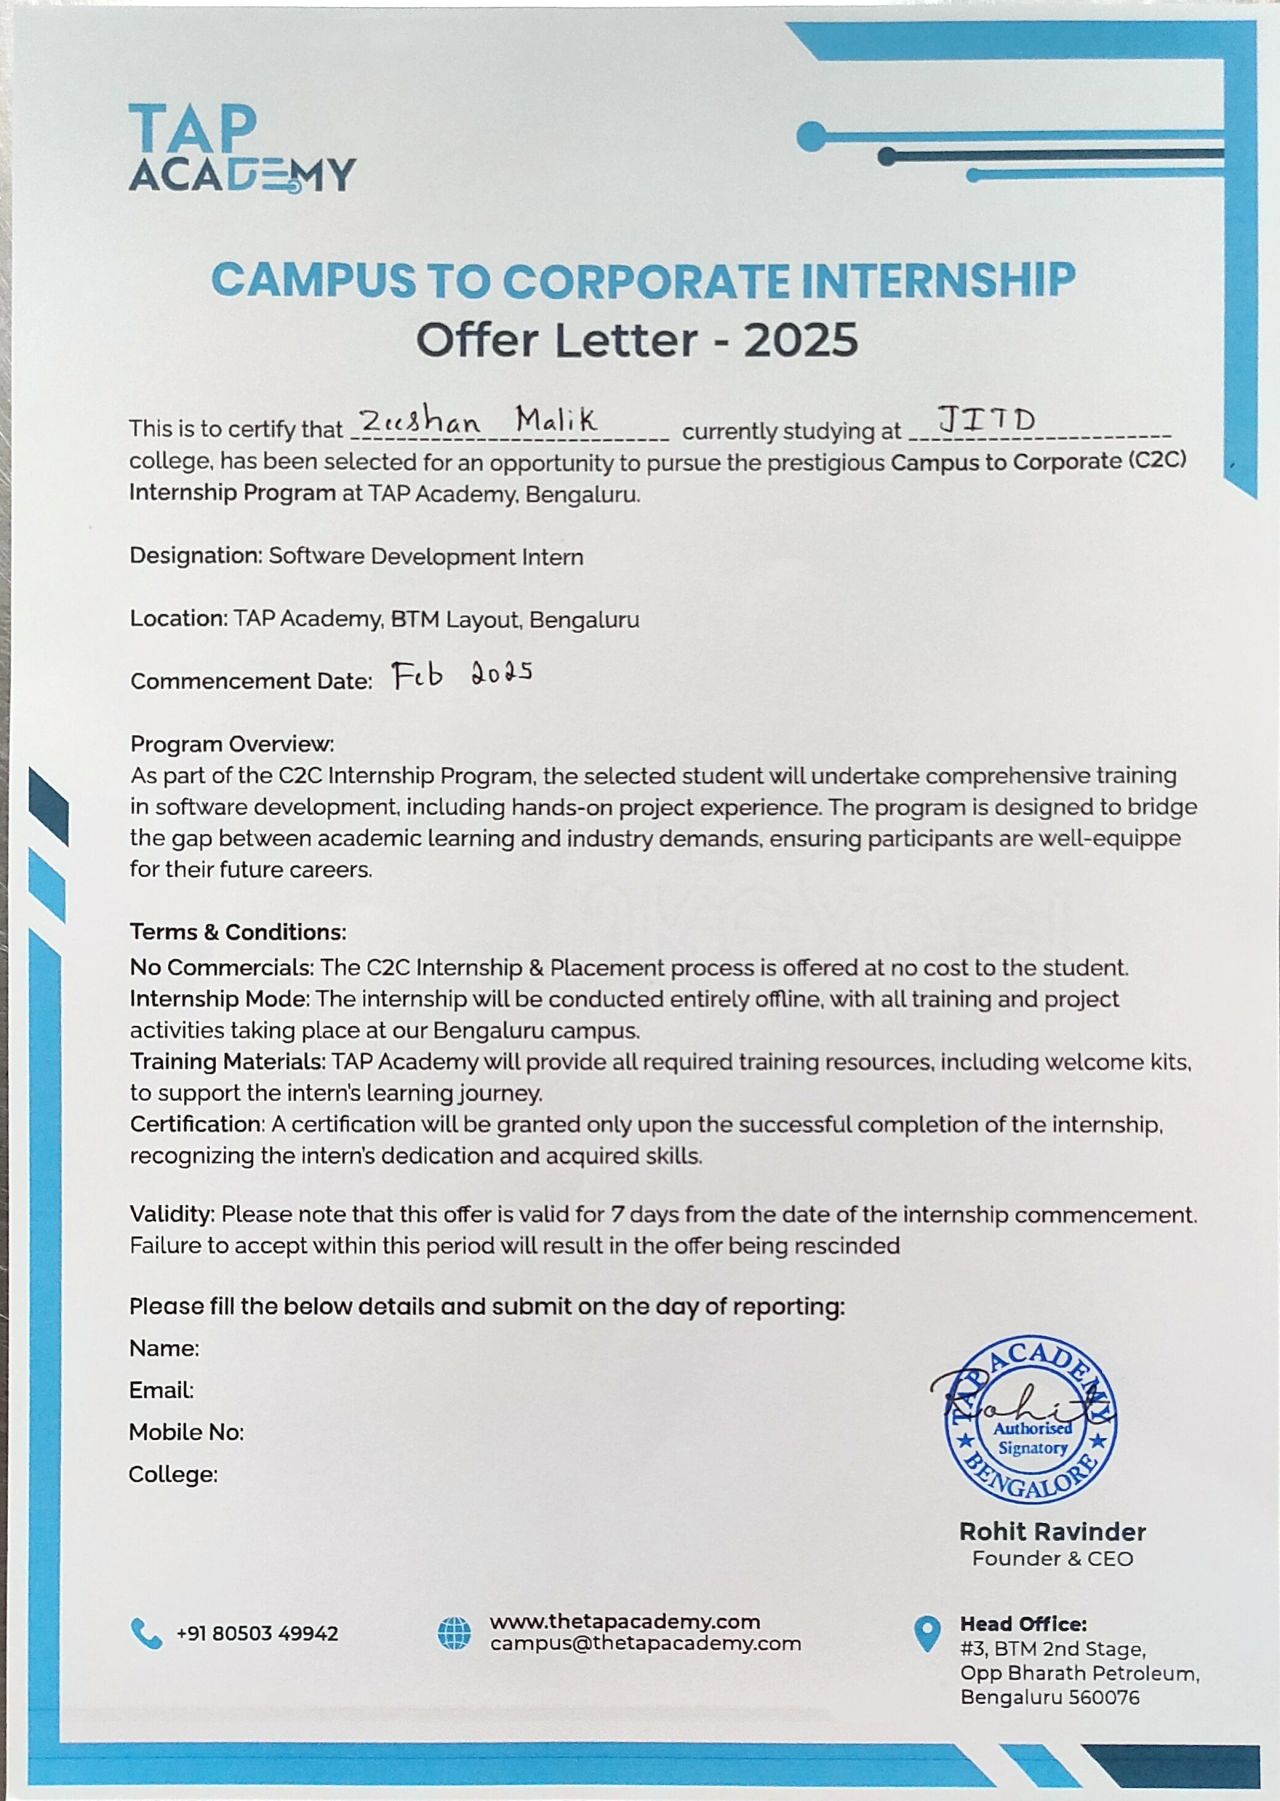 TAP
ACADEMY
CAMPUS TO CORPORATE INTERNSHIP
Offer Letter - 2025
This is to certify that Zeeshan Malik currently studying at JITD
college, has been selected for an opportunity to pursue the prestigious Campus to Corporate (C2C)
Internship Program at TAP Academy, Bengaluru.
Designation: Software Development Intern
Location: TAP Academy, BTM Layout, Bengaluru
Commencement Date: Feb 2025
Program Overview:
As part of the C2C Internship Program, the selected student will undertake comprehensive training
in software development, including hands-on project experience. The program is designed to bridge
the gap between academic learning and industry demands, ensuring participants are well-equippe
for their future careers.
Terms & Conditions:
No Commercials: The C2C Internship & Placement process is offered at no cost to the student.
Internship Mode: The internship will be conducted entirely offline, with all training and project
activities taking place at our Bengaluru campus.
Training Materials: TAP Academy will provide all required training resources, including welcome kits,
to support the intern's learning journey.
Certification: A certification will be granted only upon the successful completion of the internship,
recognizing the intern's dedication and acquired skills.
Validity: Please note that this offer is valid for 7 days from the date of the internship commencement.
Failure to accept within this period will result in the offer being rescinded
Please fill the below details and submit on the day of reporting:
Name:
Email:
Mobile No:
College:
TAP ACADEMY
Rohit
Authorised
Signatory
★ BENGALORE ★
Rohit Ravinder
Founder & CEO
+91 80503 49942
www.thetapacademy.com
campus@thetapacademy.com
Head Office:
#3, BTM 2nd Stage,
Opp Bharath Petroleum,
Bengaluru 560076